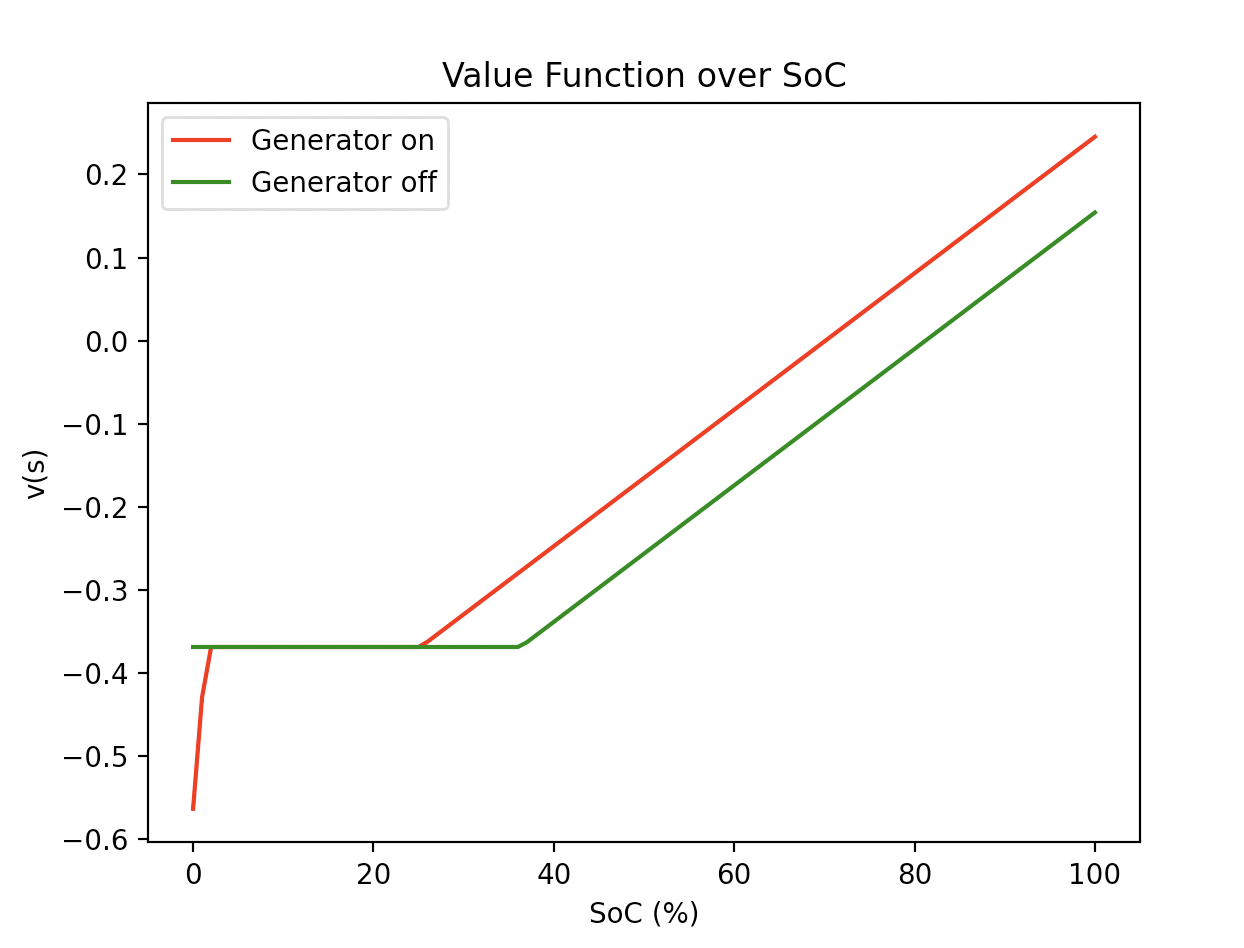 Value Function over SoC
Generator on
Generator off
0.2
0.1
0.0
−0.1
−0.2
−0.3
−0.4
−0.5
−0.6
v(s)
0 20 40 60 80 100
SoC (%)